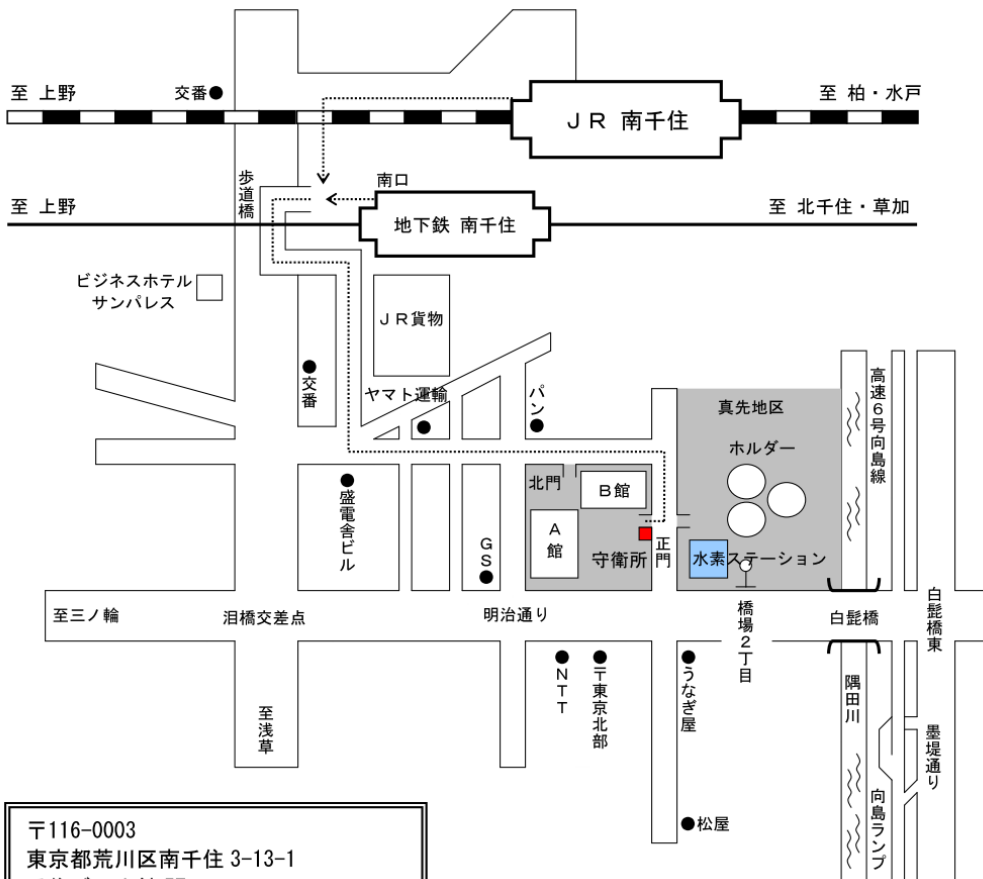 至 上野
交番
JR 南千住
至 柏・水戸
歩道橋
南口
至 上野
地下鉄 南千住
至 北千住・草加
ビジネスホテル
サンパレス
JR貨物
交番
ヤマト運輸
パン
真先地区
ホルダー
高速6号向島線
北門
B館
A館
盛電舎ビル
GS
守衛所
正門
水素ステーション
至三ノ輪
泪橋交差点
明治通り
橋場2丁目
白髭橋
白髭橋東
NTT
〒東京北部
うなぎ屋
隅田川
至浅草
墨堤通り
向島ランプ
松屋
〒116-0003
東京都荒川区南千住 3-13-1